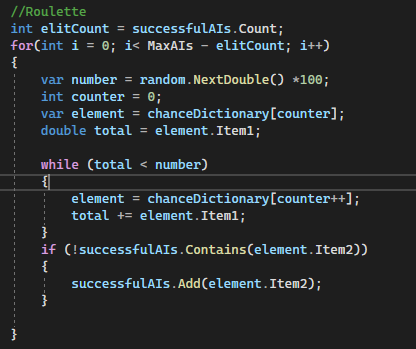 //Roulette
int elitCount = successfulAIs.Count;
for(int i = 0; i< MaxAIs - elitCount; i++)
{
var number = random.NextDouble() *100;
int counter = 0;
var element = chanceDictionary[counter];
double total = element.Item1;
while (total < number)
{
element = chanceDictionary[counter++];
total += element.Item1;
}
if (!successfulAIs.Contains(element.Item2))
{
successfulAIs.Add(element.Item2);
}
}